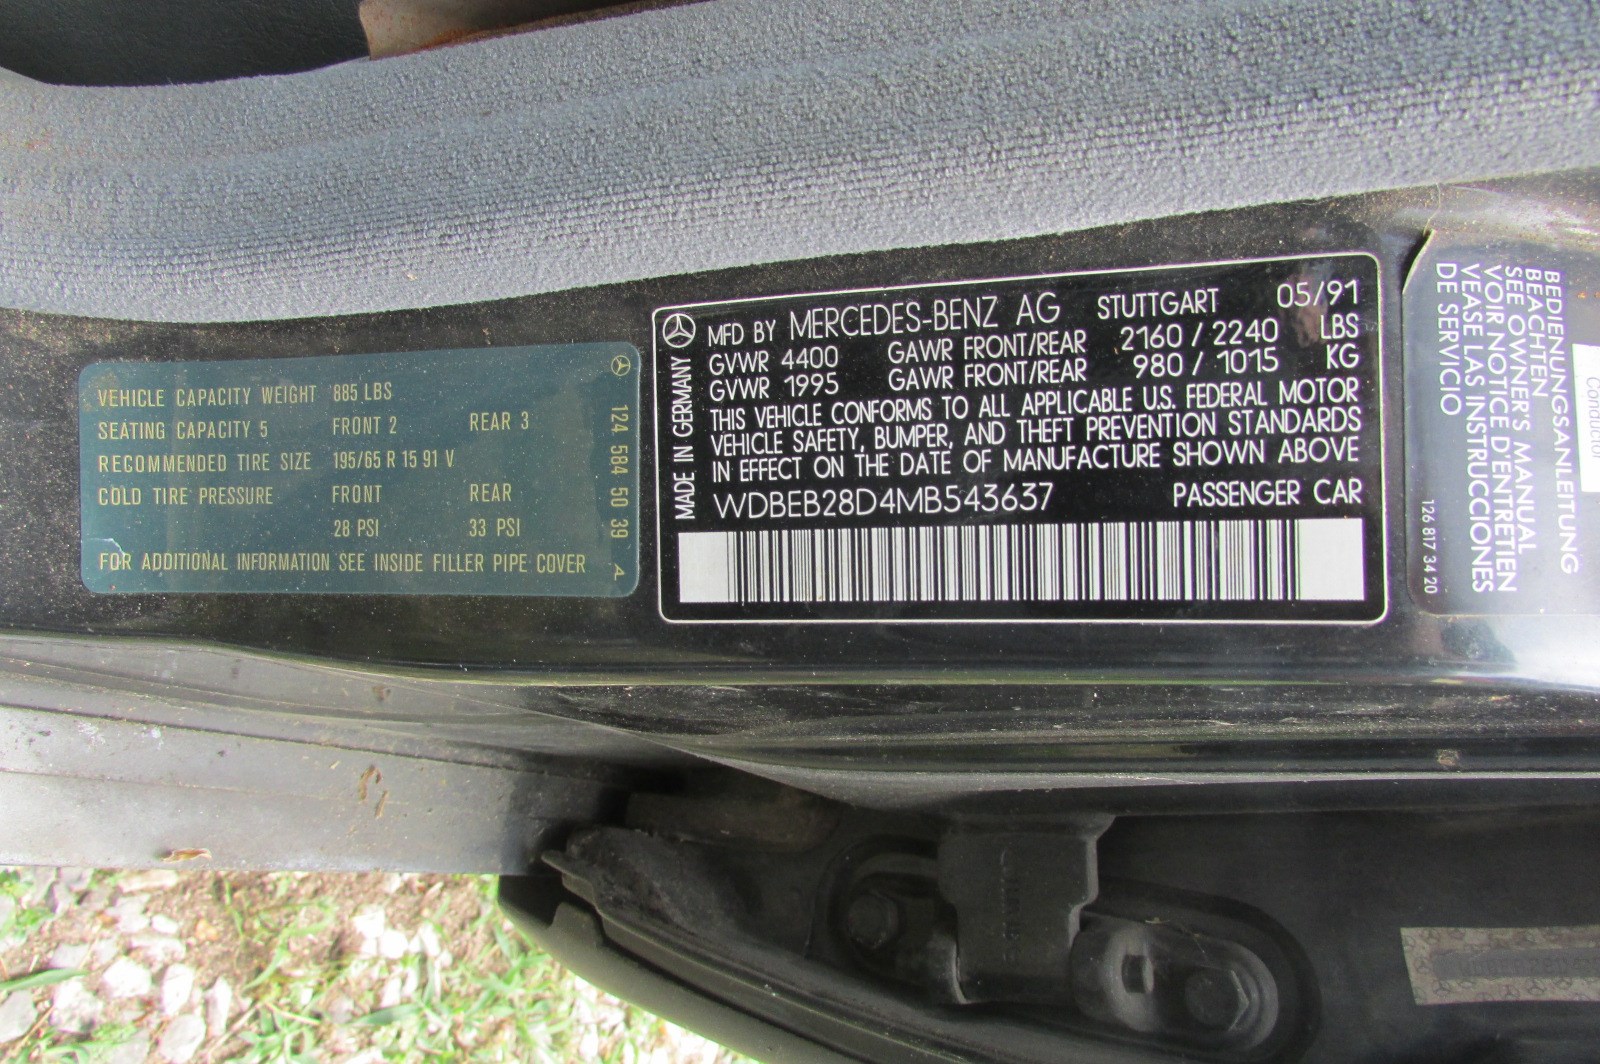 VEHICLE CAPACITY WEIGHT 885 LBS
SEATING CAPACITY 5 FRONT 2 REAR 3
RECOMMENDED TIRE SIZE 195/65 R 15 91 V
COLD TIRE PRESSURE FRONT REAR
28 PSI 33 PSI
FOR ADDITIONAL INFORMATION SEE INSIDE FILLER PIPE COVER
124 584 50 39 A
MADE IN GERMANY
MFD BY MERCEDES-BENZ AG STUTTGART 05/91
GVWR 4400 GAWR FRONT/REAR 2160 / 2240 LBS
GVWR 1995 GAWR FRONT/REAR 980 / 1015 KG
THIS VEHICLE CONFORMS TO ALL APPLICABLE U.S. FEDERAL MOTOR
VEHICLE SAFETY, BUMPER, AND THEFT PREVENTION STANDARDS
IN EFFECT ON THE DATE OF MANUFACTURE SHOWN ABOVE
WDBEB28D4MB543637 PASSENGER CAR
BEDIENUNGSANLEITUNG
BEACHTEN
SEE OWNER'S MANUAL
VOIR NOTICE D'ENTRETIEN
VEASE LAS INSTRUCCIONES
DE SERVICIO
126 817 34 20
Conductor